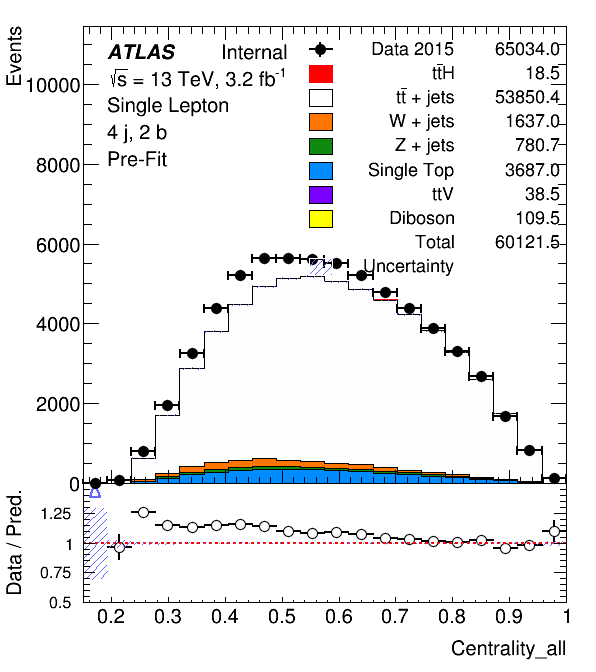 Events
ATLAS Internal
√s = 13 TeV, 3.2 fb-1
Single Lepton
4 j, 2 b
Pre-Fit
Data 2015 65034.0
tt̄H 18.5
tt̄ + jets 53850.4
W + jets 1637.0
Z + jets 780.7
Single Top 3687.0
ttV 38.5
Diboson 109.5
Total 60121.5
Uncertainty
10000
8000
6000
4000
2000
0
Data / Pred.
1.25
1
0.75
0.5
0.2 0.3 0.4 0.5 0.6 0.7 0.8 0.9 1
Centrality_all